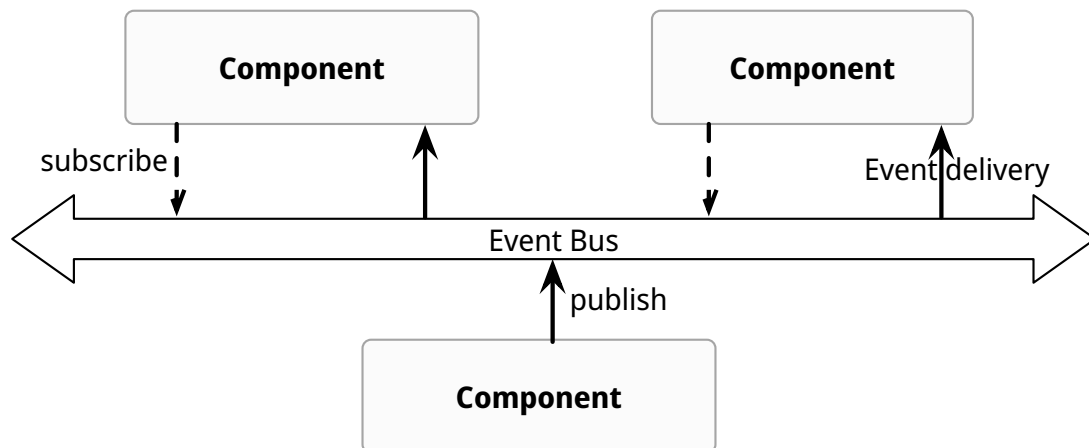 Component
Component
subscribe
Event delivery
Event Bus
publish
Component